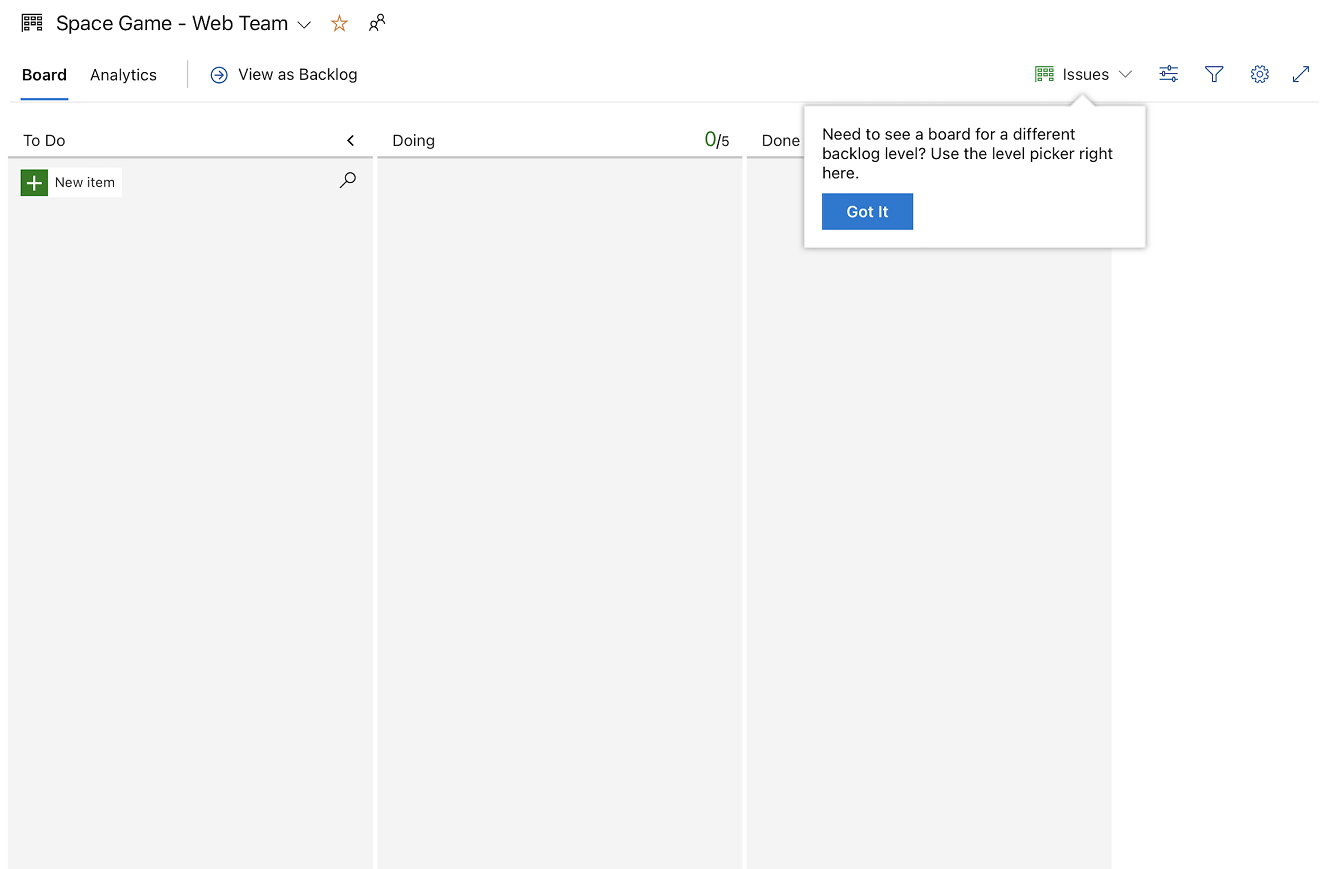 Space Game - Web Team
Board Analytics View as Backlog Issues
To Do Doing 0/5 Done
Need to see a board for a different
backlog level? Use the level picker right
here.
Got It
New item